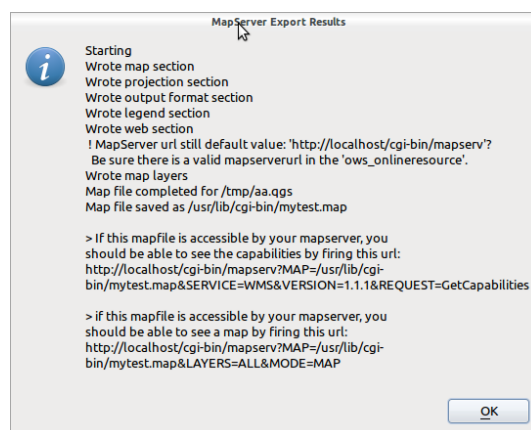 MapServer Export Results
Starting
Wrote map section
Wrote projection section
Wrote output format section
Wrote legend section
Wrote web section
! MapServer url still default value: 'http://localhost/cgi-bin/mapserv'?
Be sure there is a valid mapserverurl in the 'ows_onlineresource'.
Wrote map layers
Map file completed for /tmp/aa.qgs
Map file saved as /usr/lib/cgi-bin/mytest.map
> If this mapfile is accessible by your mapserver, you
should be able to see the capabilities by firing this url:
http://localhost/cgi-bin/mapserv?MAP=/usr/lib/cgi-
bin/mytest.map&SERVICE=WMS&VERSION=1.1.1&REQUEST=GetCapabilities
> if this mapfile is accessible by your mapserver, you
should be able to see a map by firing this url:
http://localhost/cgi-bin/mapserv?MAP=/usr/lib/cgi-
bin/mytest.map&LAYERS=ALL&MODE=MAP
OK